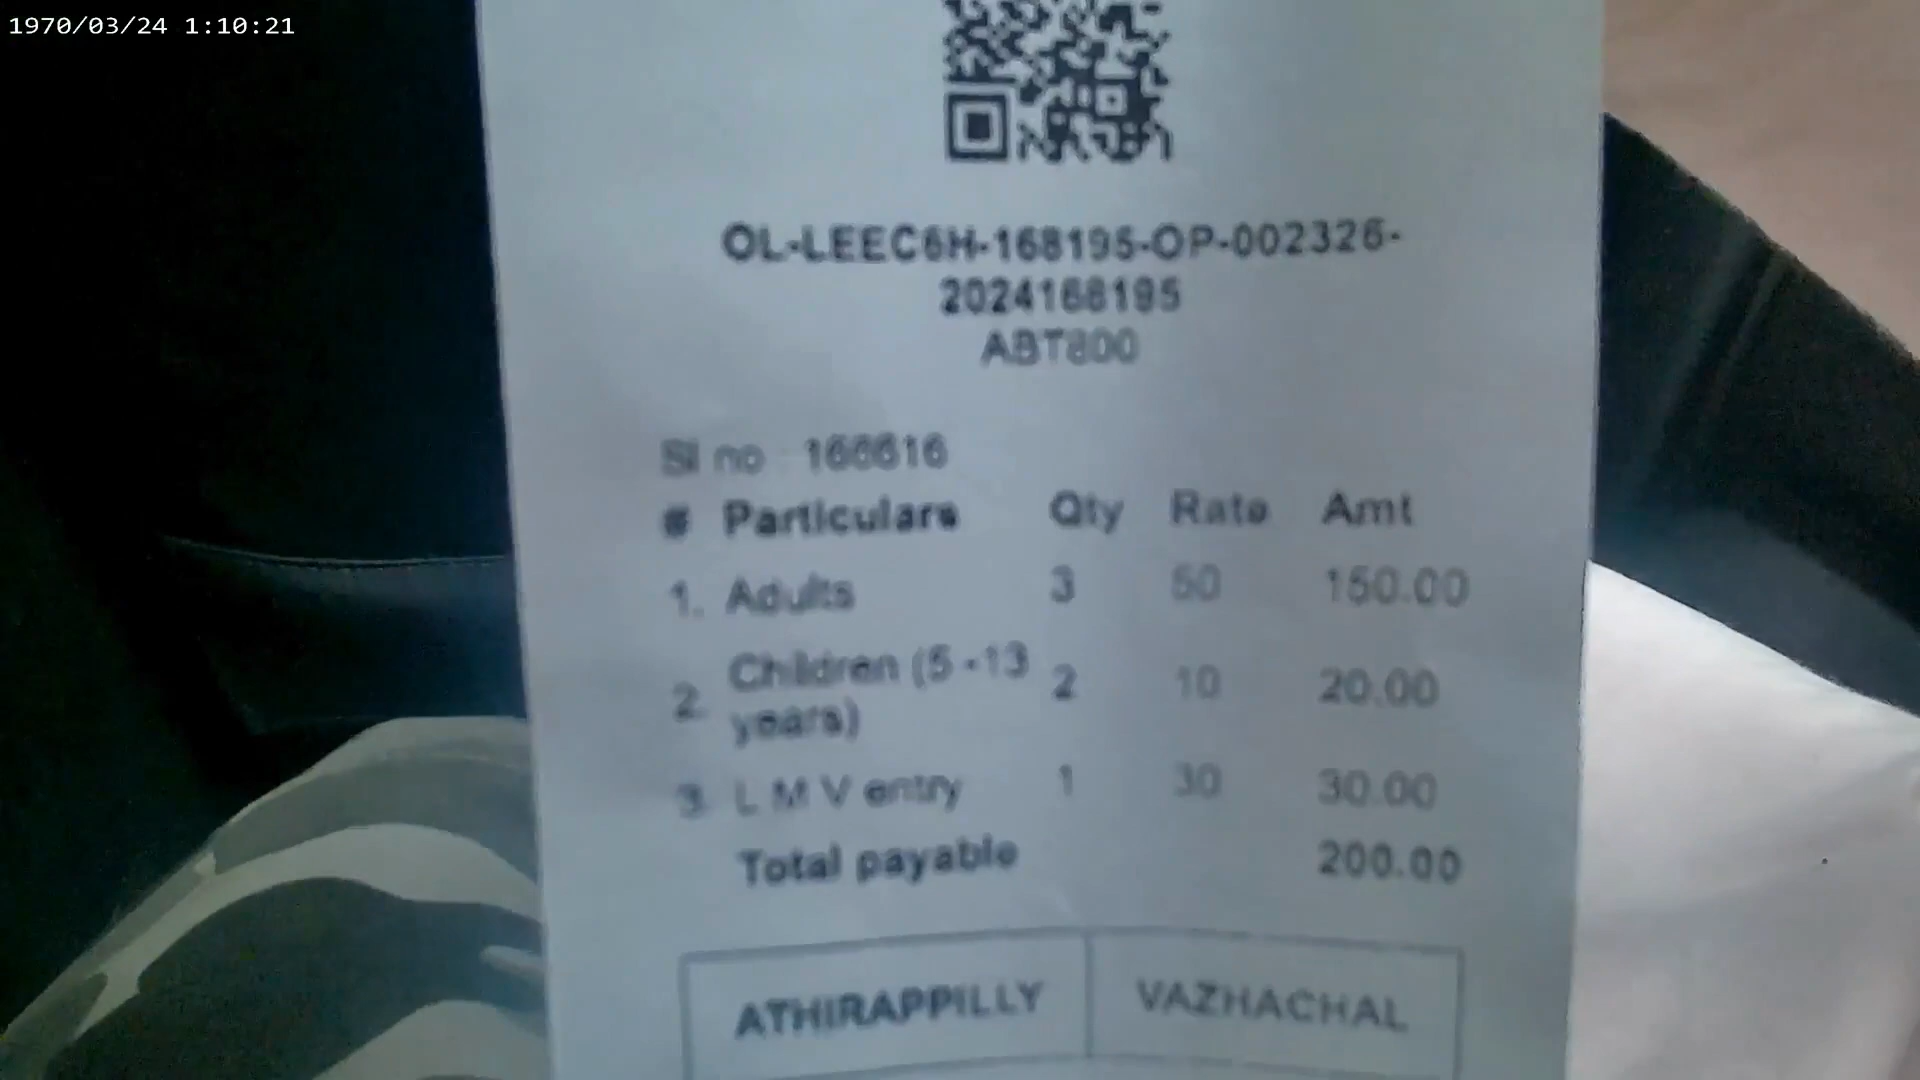 1970/03/24 1:10:21
OL-LEEC6H-168195-OP-002326-
2024168195
ABT800
Sl no 166616
# Particulars Qty Rate Amt
1. Adults 3 50 150.00
2. Children (5 -13 years) 2 10 20.00
3. L M V entry 1 30 30.00
Total payable 200.00
ATHIRAPPILLY VAZHACHAL